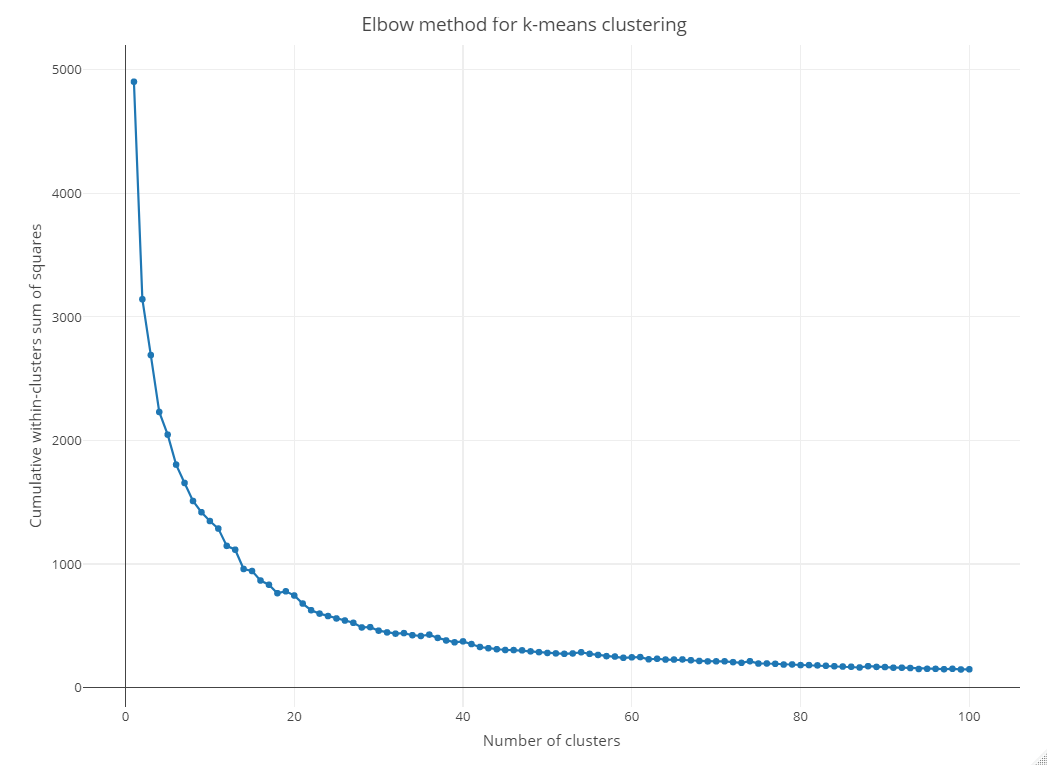 Elbow method for k-means clustering
Cumulative within-clusters sum of squares
5000
4000
3000
2000
1000
0
0 20 40 60 80 100
Number of clusters